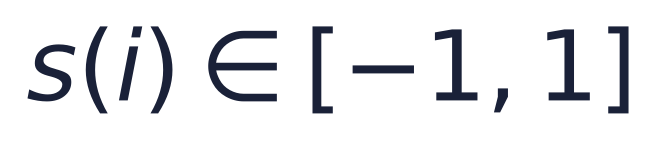 s(i) ∈ [−1, 1]